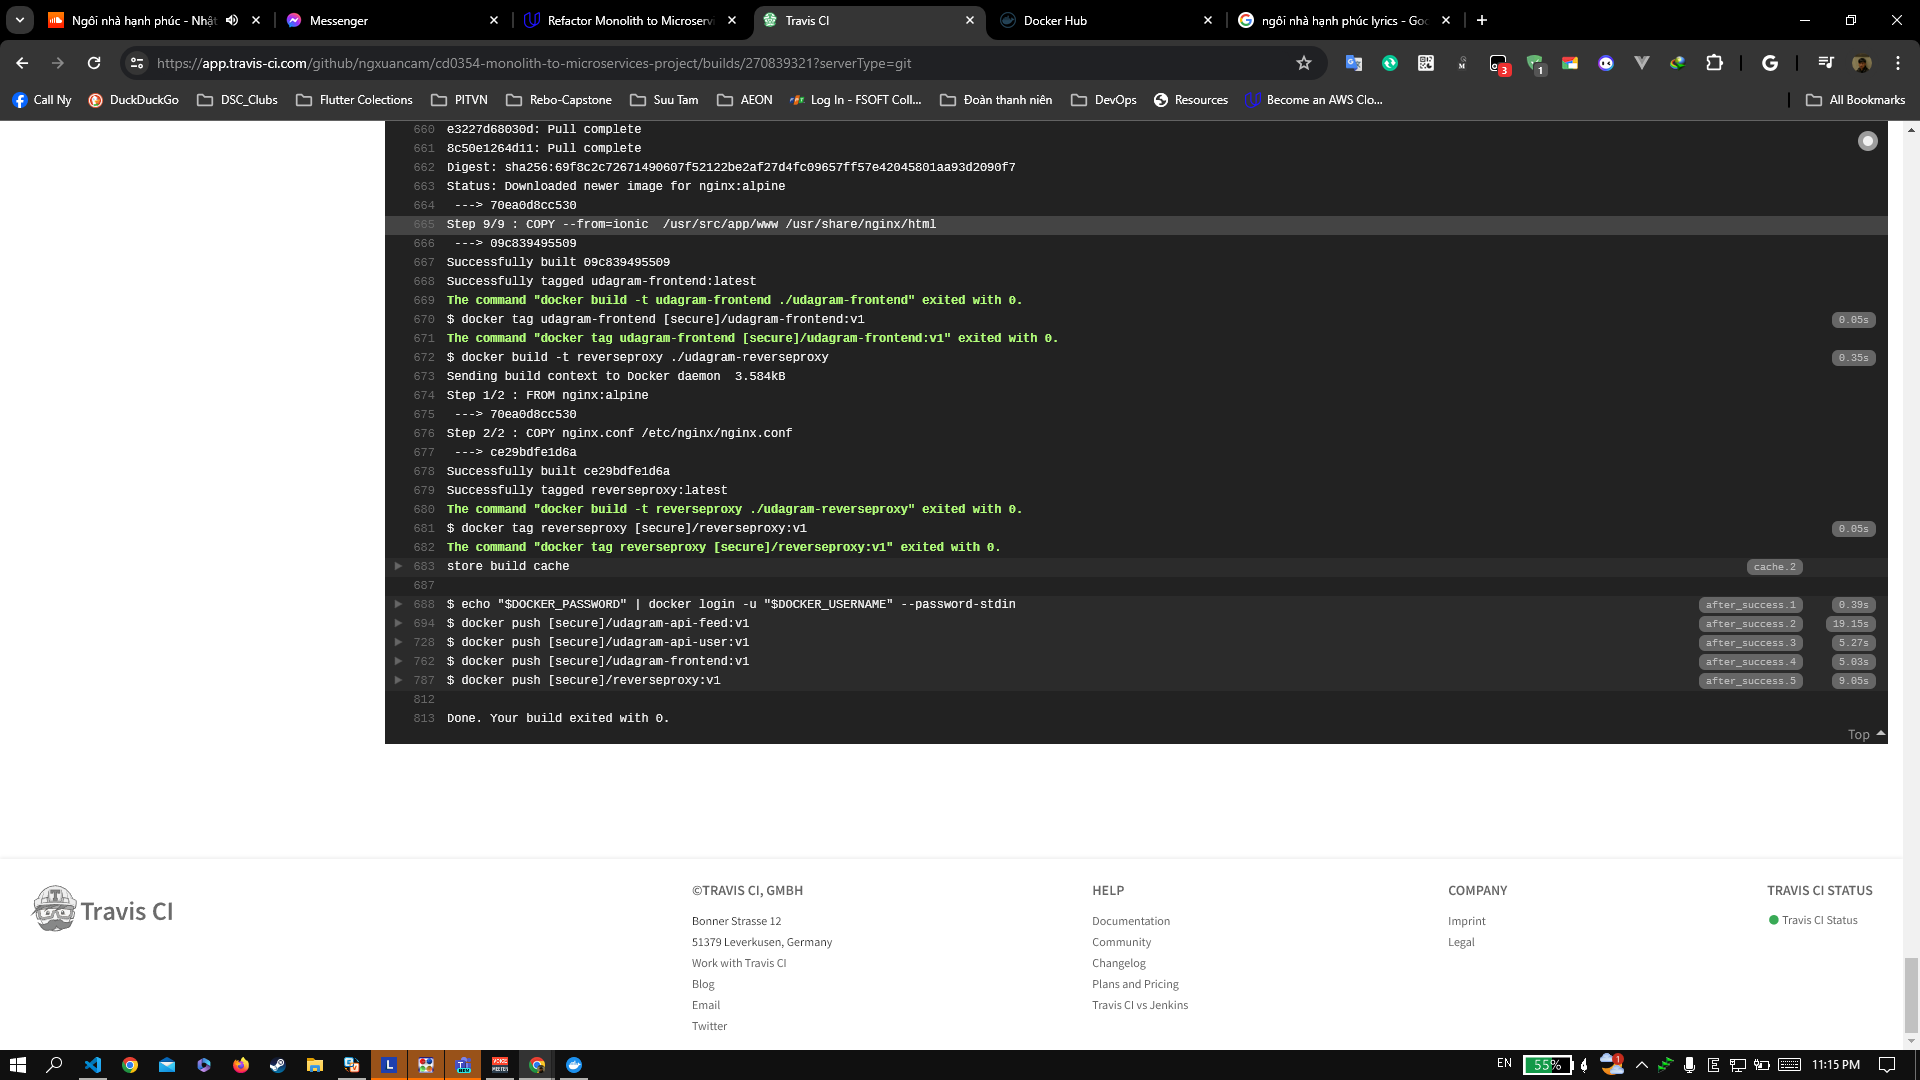 Ngôi nhà hạnh phúc - Nhật
Messenger
Refactor Monolith to Microservi
Travis CI
Docker Hub
ngôi nhà hạnh phúc lyrics - Goo
https://app.travis-ci.com/github/ngxuancam/cd0354-monolith-to-microservices-project/builds/270839321?serverType=git
3
1
Call Ny
DuckDuckGo
DSC_Clubs
Flutter Colections
PITVN
Rebo-Capstone
Suu Tam
AEON
Log In - FSOFT Coll...
Đoàn thanh niên
DevOps
Resources
Become an AWS Clo...
All Bookmarks
660 e3227d68030d: Pull complete
661 8c50e1264d11: Pull complete
662 Digest: sha256:69f8c2c72671490607f52122be2af27d4fc09657ff57e42045801aa93d2090f7
663 Status: Downloaded newer image for nginx:alpine
664 ---> 70ea0d8cc530
665 Step 9/9 : COPY --from=ionic  /usr/src/app/www /usr/share/nginx/html
666 ---> 09c839495509
667 Successfully built 09c839495509
668 Successfully tagged udagram-frontend:latest
669 The command "docker build -t udagram-frontend ./udagram-frontend" exited with 0.
670 $ docker tag udagram-frontend [secure]/udagram-frontend:v1 0.05s
671 The command "docker tag udagram-frontend [secure]/udagram-frontend:v1" exited with 0.
672 $ docker build -t reverseproxy ./udagram-reverseproxy 0.35s
673 Sending build context to Docker daemon  3.584kB
674 Step 1/2 : FROM nginx:alpine
675 ---> 70ea0d8cc530
676 Step 2/2 : COPY nginx.conf /etc/nginx/nginx.conf
677 ---> ce29bdfe1d6a
678 Successfully built ce29bdfe1d6a
679 Successfully tagged reverseproxy:latest
680 The command "docker build -t reverseproxy ./udagram-reverseproxy" exited with 0.
681 $ docker tag reverseproxy [secure]/reverseproxy:v1 0.05s
682 The command "docker tag reverseproxy [secure]/reverseproxy:v1" exited with 0.
683 store build cache cache.2
687
688 $ echo "$DOCKER_PASSWORD" | docker login -u "$DOCKER_USERNAME" --password-stdin after_success.1 0.39s
694 $ docker push [secure]/udagram-api-feed:v1 after_success.2 19.15s
728 $ docker push [secure]/udagram-api-user:v1 after_success.3 5.27s
762 $ docker push [secure]/udagram-frontend:v1 after_success.4 5.03s
787 $ docker push [secure]/reverseproxy:v1 after_success.5 9.05s
812
813 Done. Your build exited with 0.
Top
Travis CI
©TRAVIS CI, GMBH
Bonner Strasse 12
51379 Leverkusen, Germany
Work with Travis CI
Blog
Email
Twitter
HELP
Documentation
Community
Changelog
Plans and Pricing
Travis CI vs Jenkins
COMPANY
Imprint
Legal
TRAVIS CI STATUS
Travis CI Status
EN
55%
1
11:15 PM